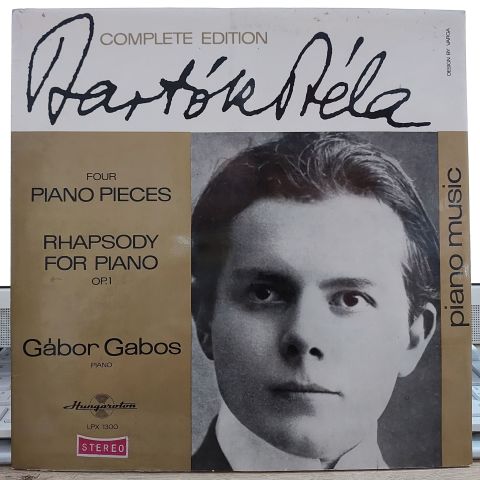 COMPLETE EDITION
Bartók Béla
DESIGN BY VARGA
FOUR
PIANO PIECES
RHAPSODY
FOR PIANO
OP.1
Gábor Gabos
PIANO
Hungaroton
LPX 1300
STEREO
piano music